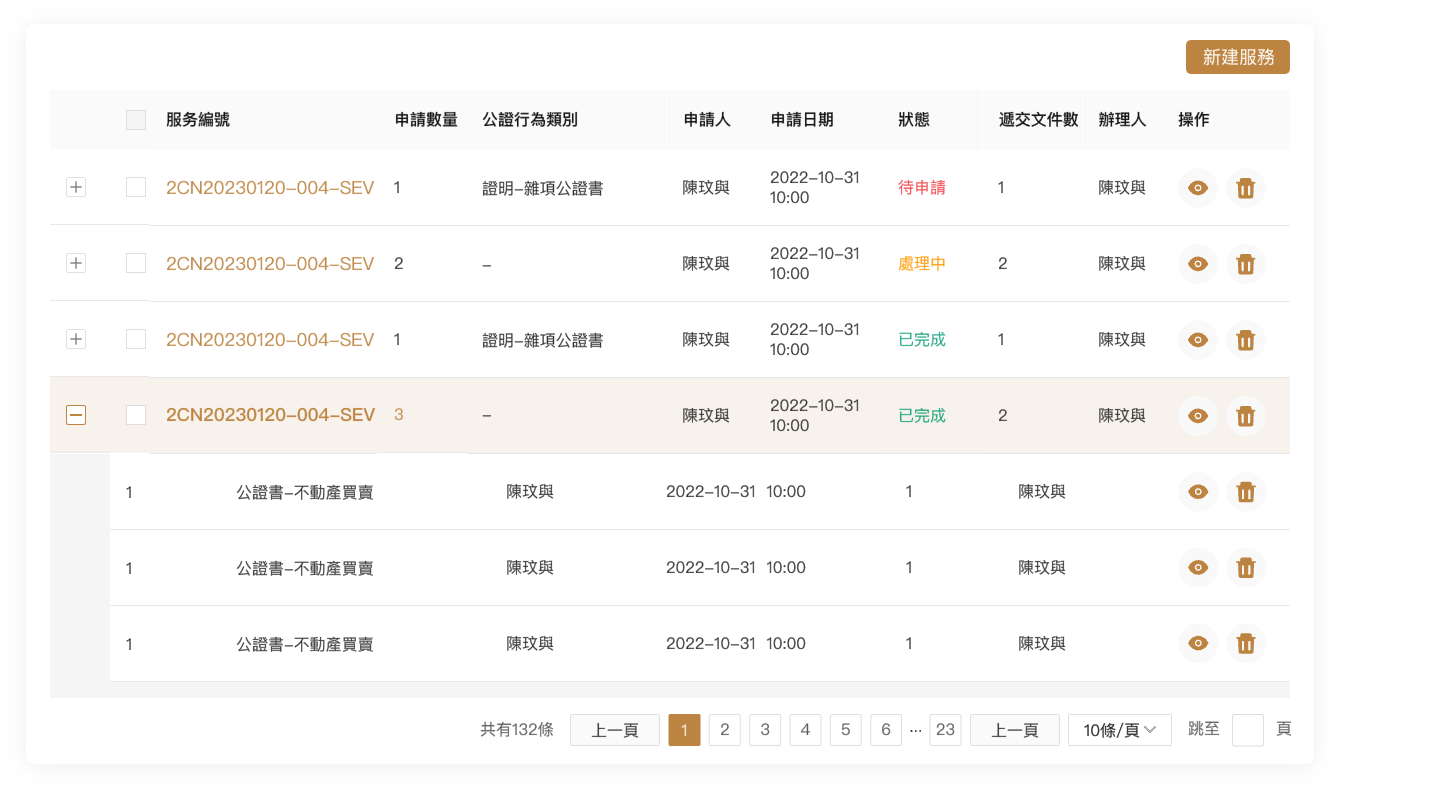 新建服務
服务編號 申請數量 公證行為類別 申請人 申請日期 狀態 遞交文件數 辦理人 操作
2CN20230120-004-SEV 1 證明-雜項公證書 陳玟與 2022-10-31 10:00 待申請 1 陳玟與
2CN20230120-004-SEV 2 - 陳玟與 2022-10-31 10:00 處理中 2 陳玟與
2CN20230120-004-SEV 1 證明-雜項公證書 陳玟與 2022-10-31 10:00 已完成 1 陳玟與
2CN20230120-004-SEV 3 - 陳玟與 2022-10-31 10:00 已完成 2 陳玟與
1 公證書-不動產買賣 陳玟與 2022-10-31 10:00 1 陳玟與
1 公證書-不動產買賣 陳玟與 2022-10-31 10:00 1 陳玟與
1 公證書-不動產買賣 陳玟與 2022-10-31 10:00 1 陳玟與
共有132條 上一頁 1 2 3 4 5 6 ··· 23 上一頁 10條/頁 跳至 頁